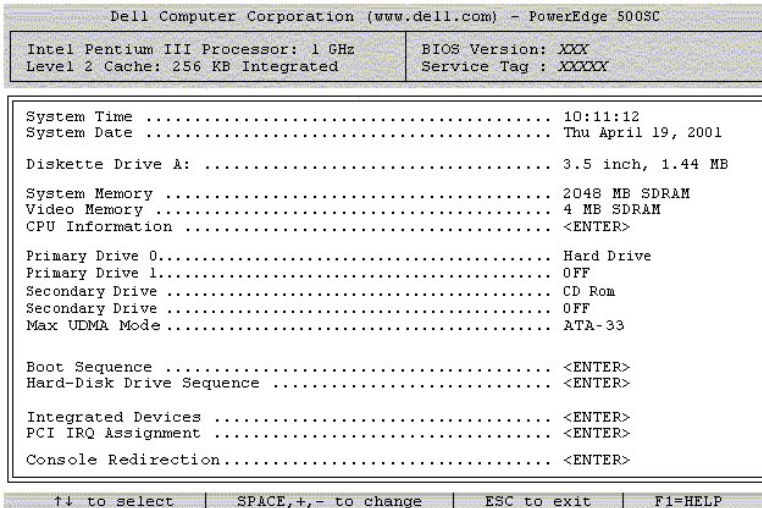 Dell Computer Corporation (www.dell.com) - PowerEdge 500SC
Intel Pentium III Processor: 1 GHz
Level 2 Cache: 256 KB Integrated
BIOS Version: XXX
Service Tag : XXXXX
System Time ........................................ 10:11:12
System Date ........................................ Thu April 19, 2001
Diskette Drive A: .................................. 3.5 inch, 1.44 MB
System Memory ...................................... 2048 MB SDRAM
Video Memory ....................................... 4 MB SDRAM
CPU Information .................................... <ENTER>
Primary Drive 0....................................... Hard Drive
Primary Drive 1....................................... OFF
Secondary Drive ...................................... CD Rom
Secondary Drive ...................................... OFF
Max UDMA Mode...................................... ATA-33
Boot Sequence ...................................... <ENTER>
Hard-Disk Drive Sequence ........................... <ENTER>
Integrated Devices ................................. <ENTER>
PCI IRQ Assignment ................................. <ENTER>
Console Redirection................................. <ENTER>
↑↓ to select | SPACE,+,- to change | ESC to exit | F1=HELP